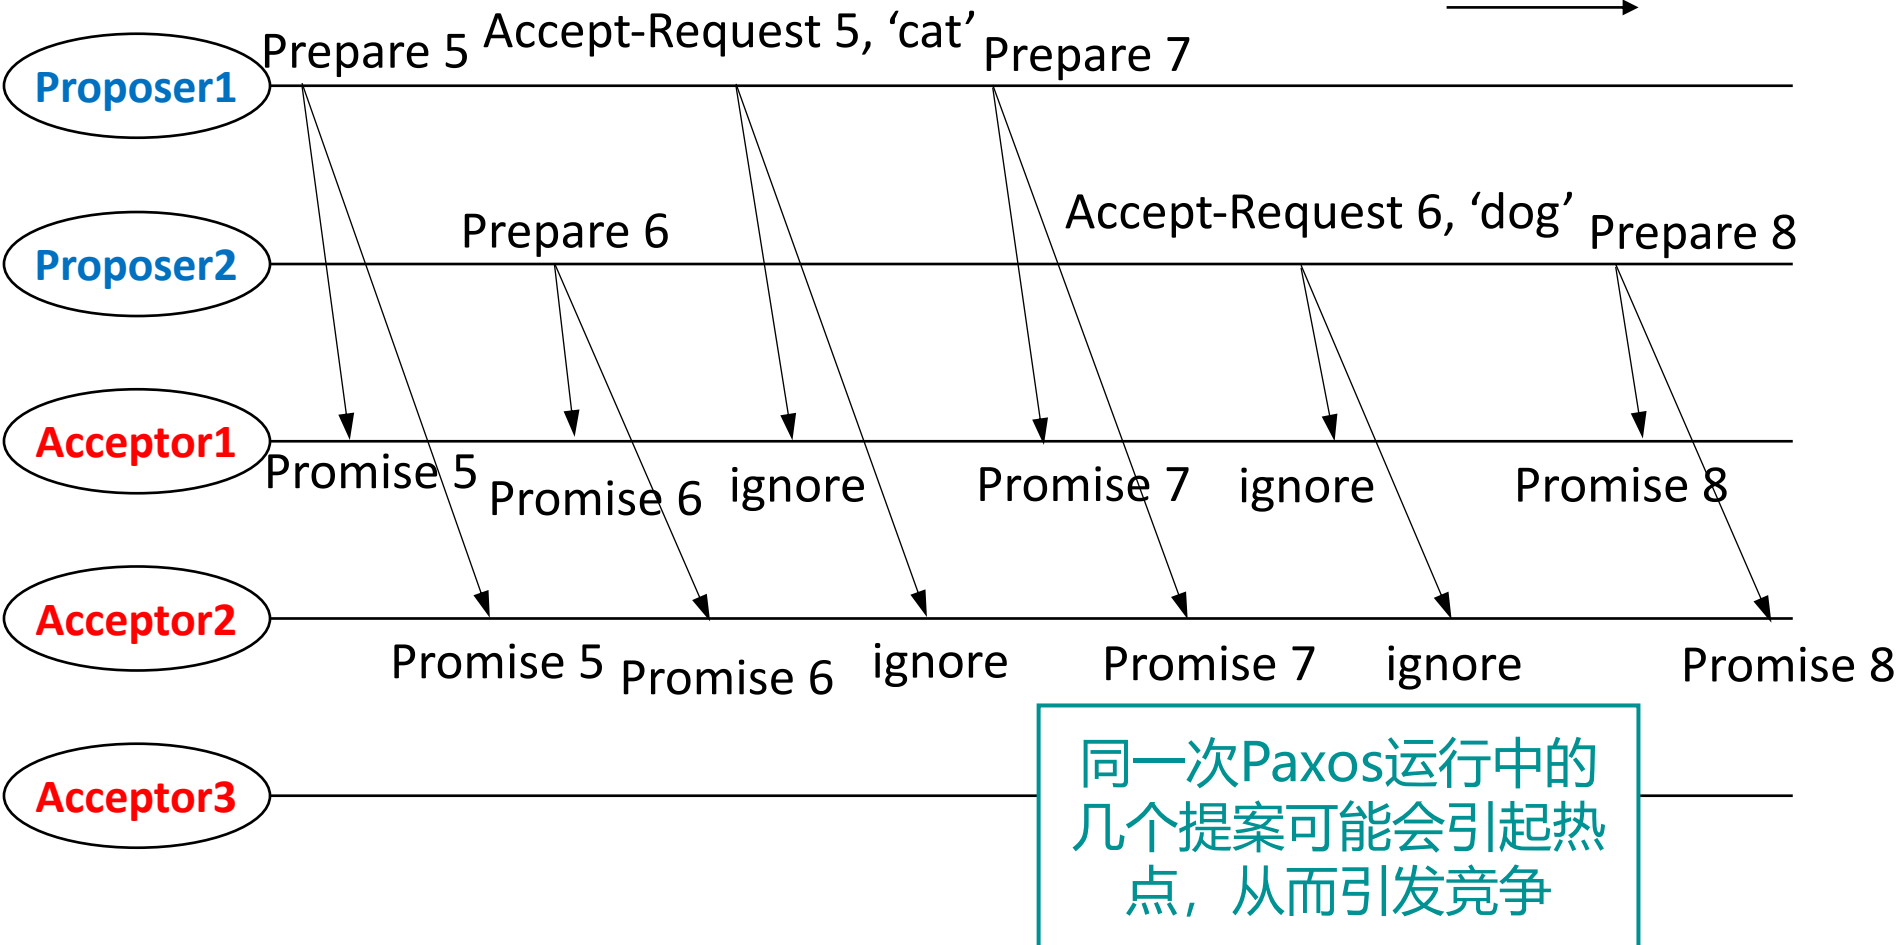 Prepare 5 Accept-Request 5, ‘cat’ Prepare 7
Proposer1
Prepare 6 Accept-Request 6, ‘dog’ Prepare 8
Proposer2
Acceptor1
Promise 5 Promise 6 ignore Promise 7 ignore Promise 8
Acceptor2
Promise 5 Promise 6 ignore Promise 7 ignore Promise 8
Acceptor3
同一次Paxos运行中的
几个提案可能会引起热
点，从而引发竞争